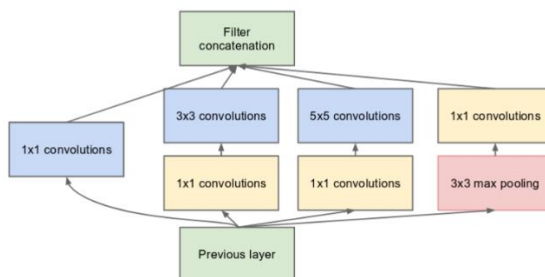 Filter
concatenation
3x3 convolutions
5x5 convolutions
1x1 convolutions
1x1 convolutions
1x1 convolutions
1x1 convolutions
3x3 max pooling
Previous layer